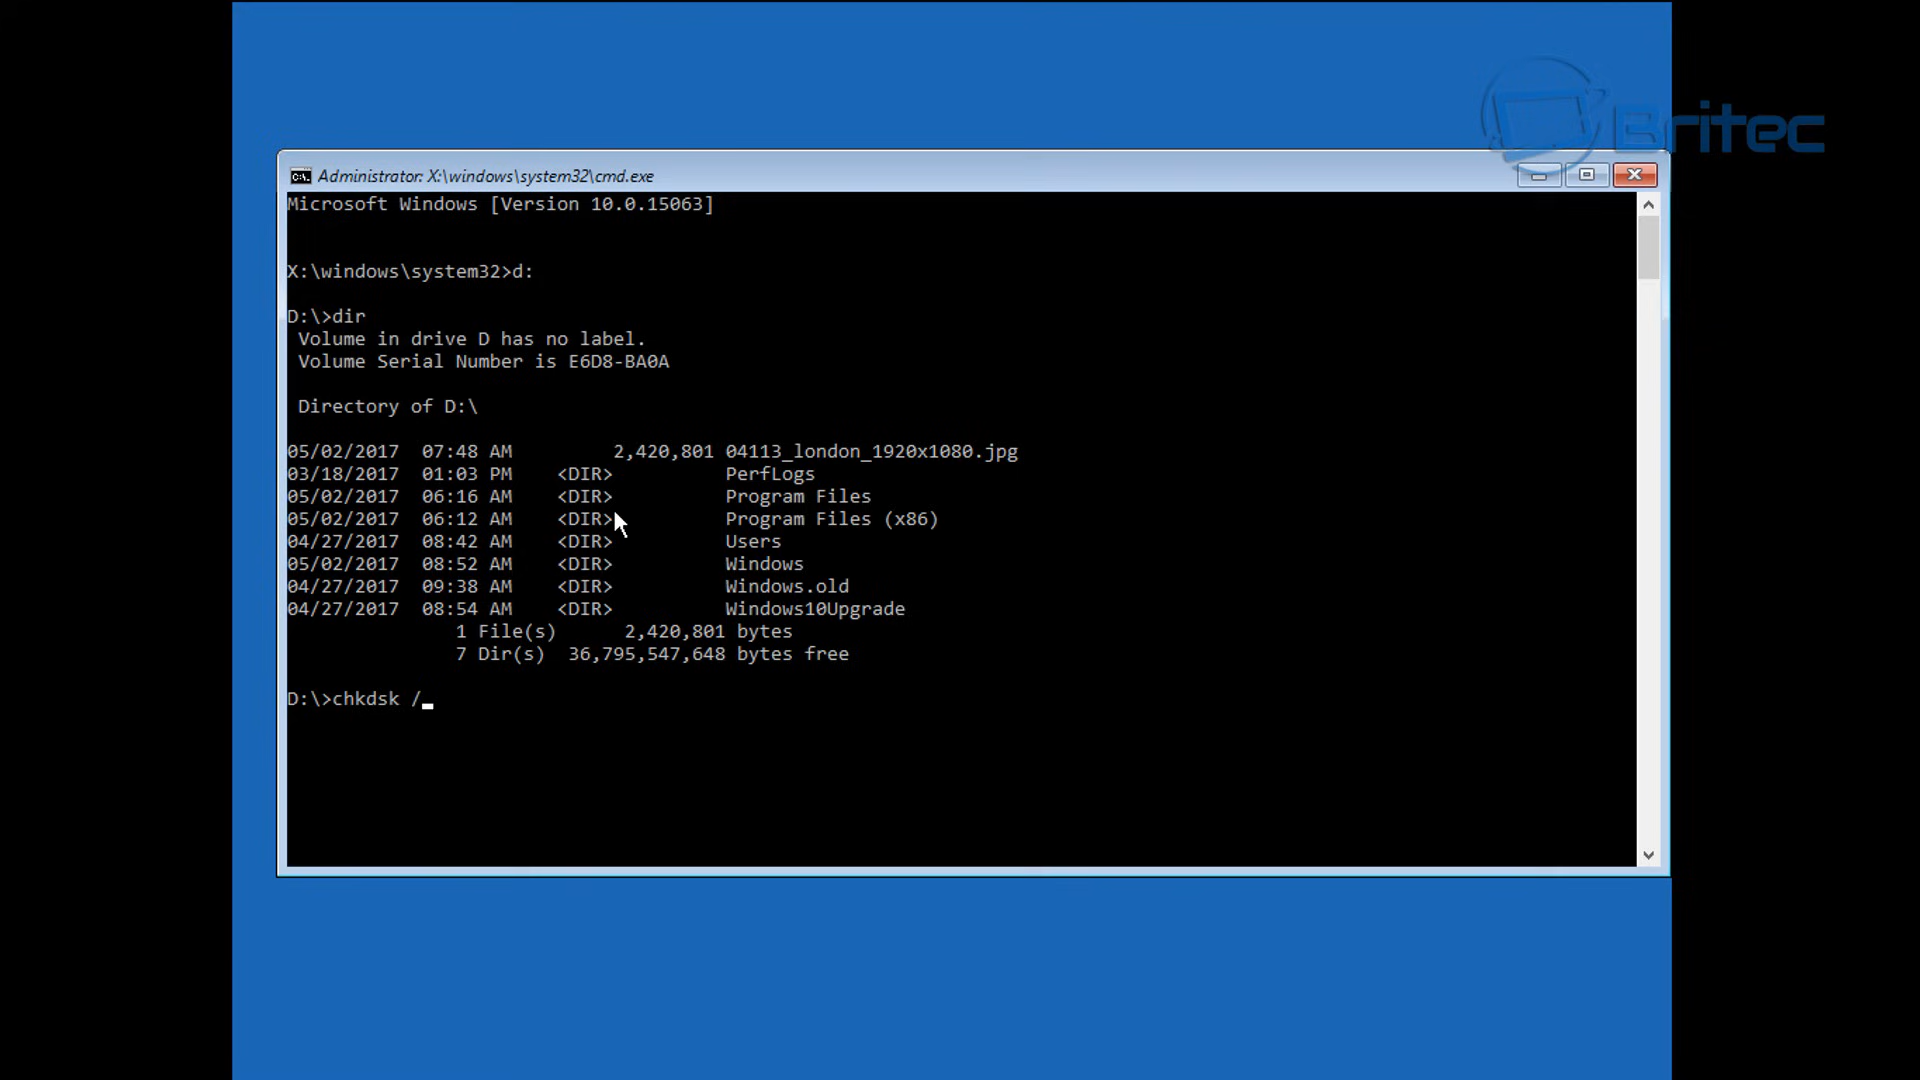 Britec
Administrator: X:\windows\system32\cmd.exe
Microsoft Windows [Version 10.0.15063]
X:\windows\system32>d:
D:\>dir
Volume in drive D has no label.
Volume Serial Number is E6D8-BA0A
Directory of D:\
05/02/2017 07:48 AM 2,420,801 04113_london_1920x1080.jpg
03/18/2017 01:03 PM <DIR> PerfLogs
05/02/2017 06:16 AM <DIR> Program Files
05/02/2017 06:12 AM <DIR> Program Files (x86)
04/27/2017 08:42 AM <DIR> Users
05/02/2017 08:52 AM <DIR> Windows
04/27/2017 09:38 AM <DIR> Windows.old
04/27/2017 08:54 AM <DIR> Windows10Upgrade
1 File(s) 2,420,801 bytes
7 Dir(s) 36,795,547,648 bytes free
D:\>chkdsk /_